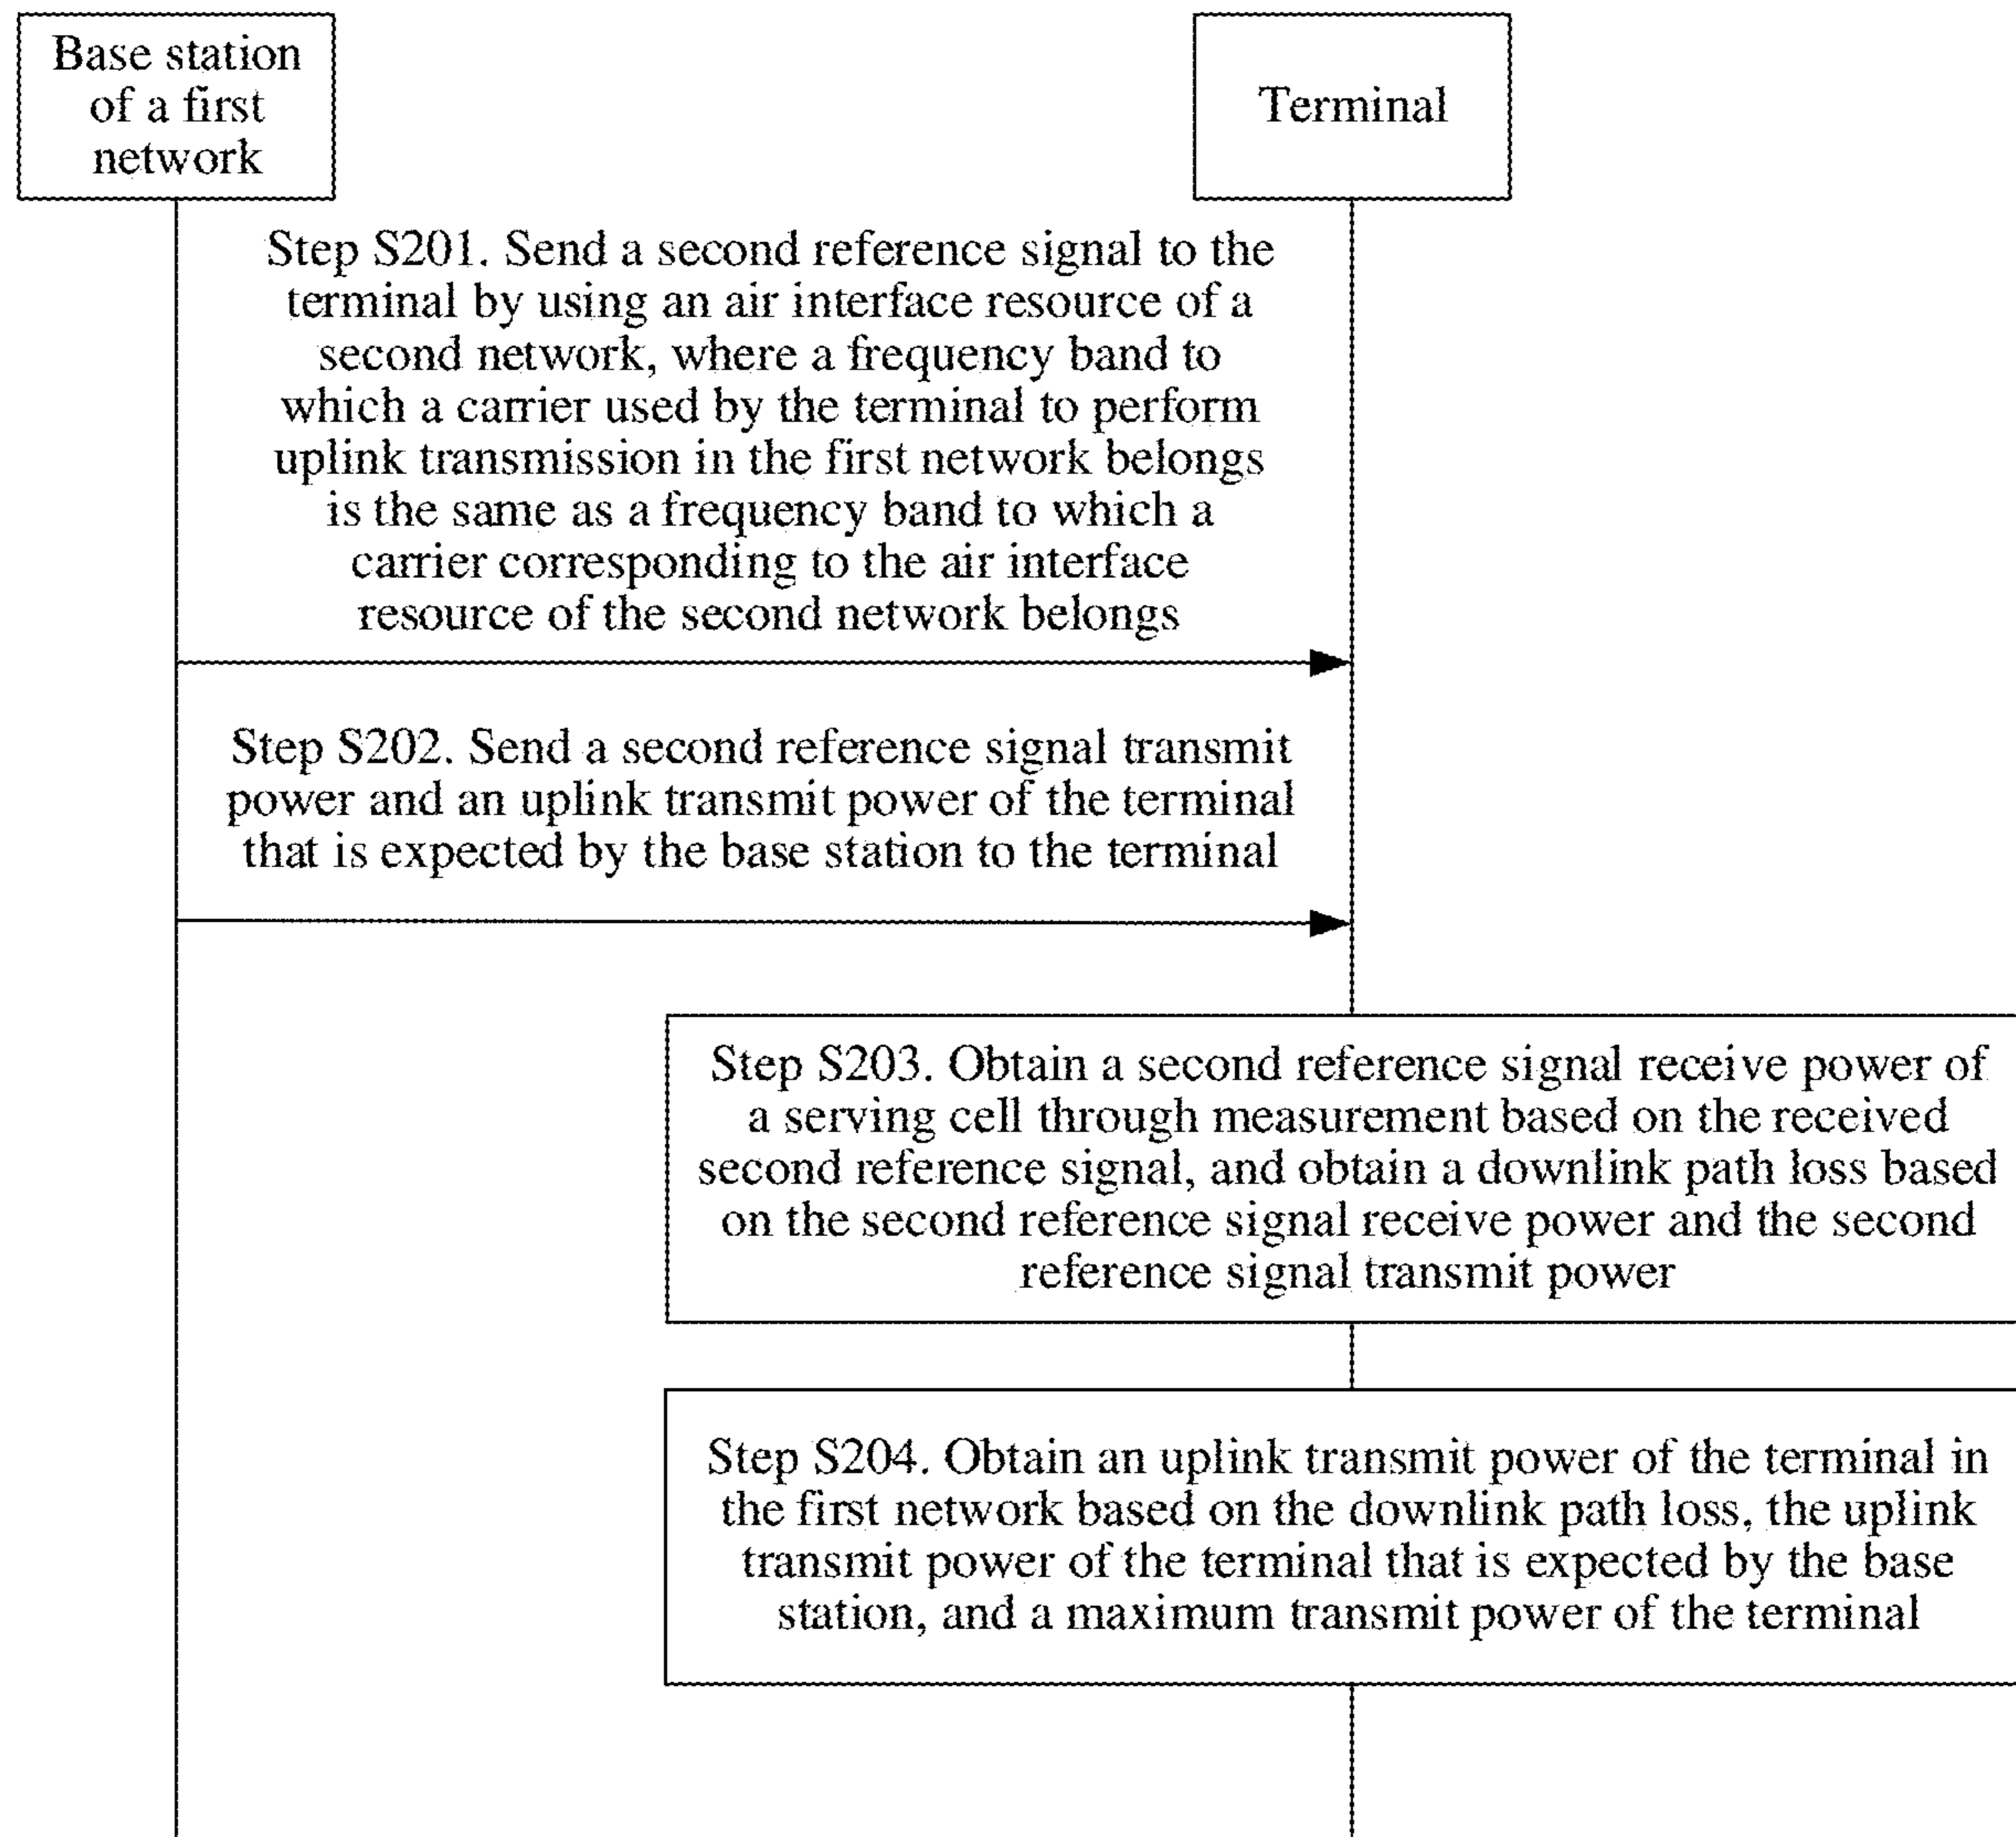 Base station
of a first
network
Terminal
Step S201. Send a second reference signal to the
terminal by using an air interface resource of a
second network, where a frequency band to
which a carrier used by the terminal to perform
uplink transmission in the first network belongs
is the same as a frequency band to which a
carrier corresponding to the air interface
resource of the second network belongs
Step S202. Send a second reference signal transmit
power and an uplink transmit power of the terminal
that is expected by the base station to the terminal
Step S203. Obtain a second reference signal receive power of
a serving cell through measurement based on the received
second reference signal, and obtain a downlink path loss based
on the second reference signal receive power and the second
reference signal transmit power
Step S204. Obtain an uplink transmit power of the terminal in
the first network based on the downlink path loss, the uplink
transmit power of the terminal that is expected by the base
station, and a maximum transmit power of the terminal